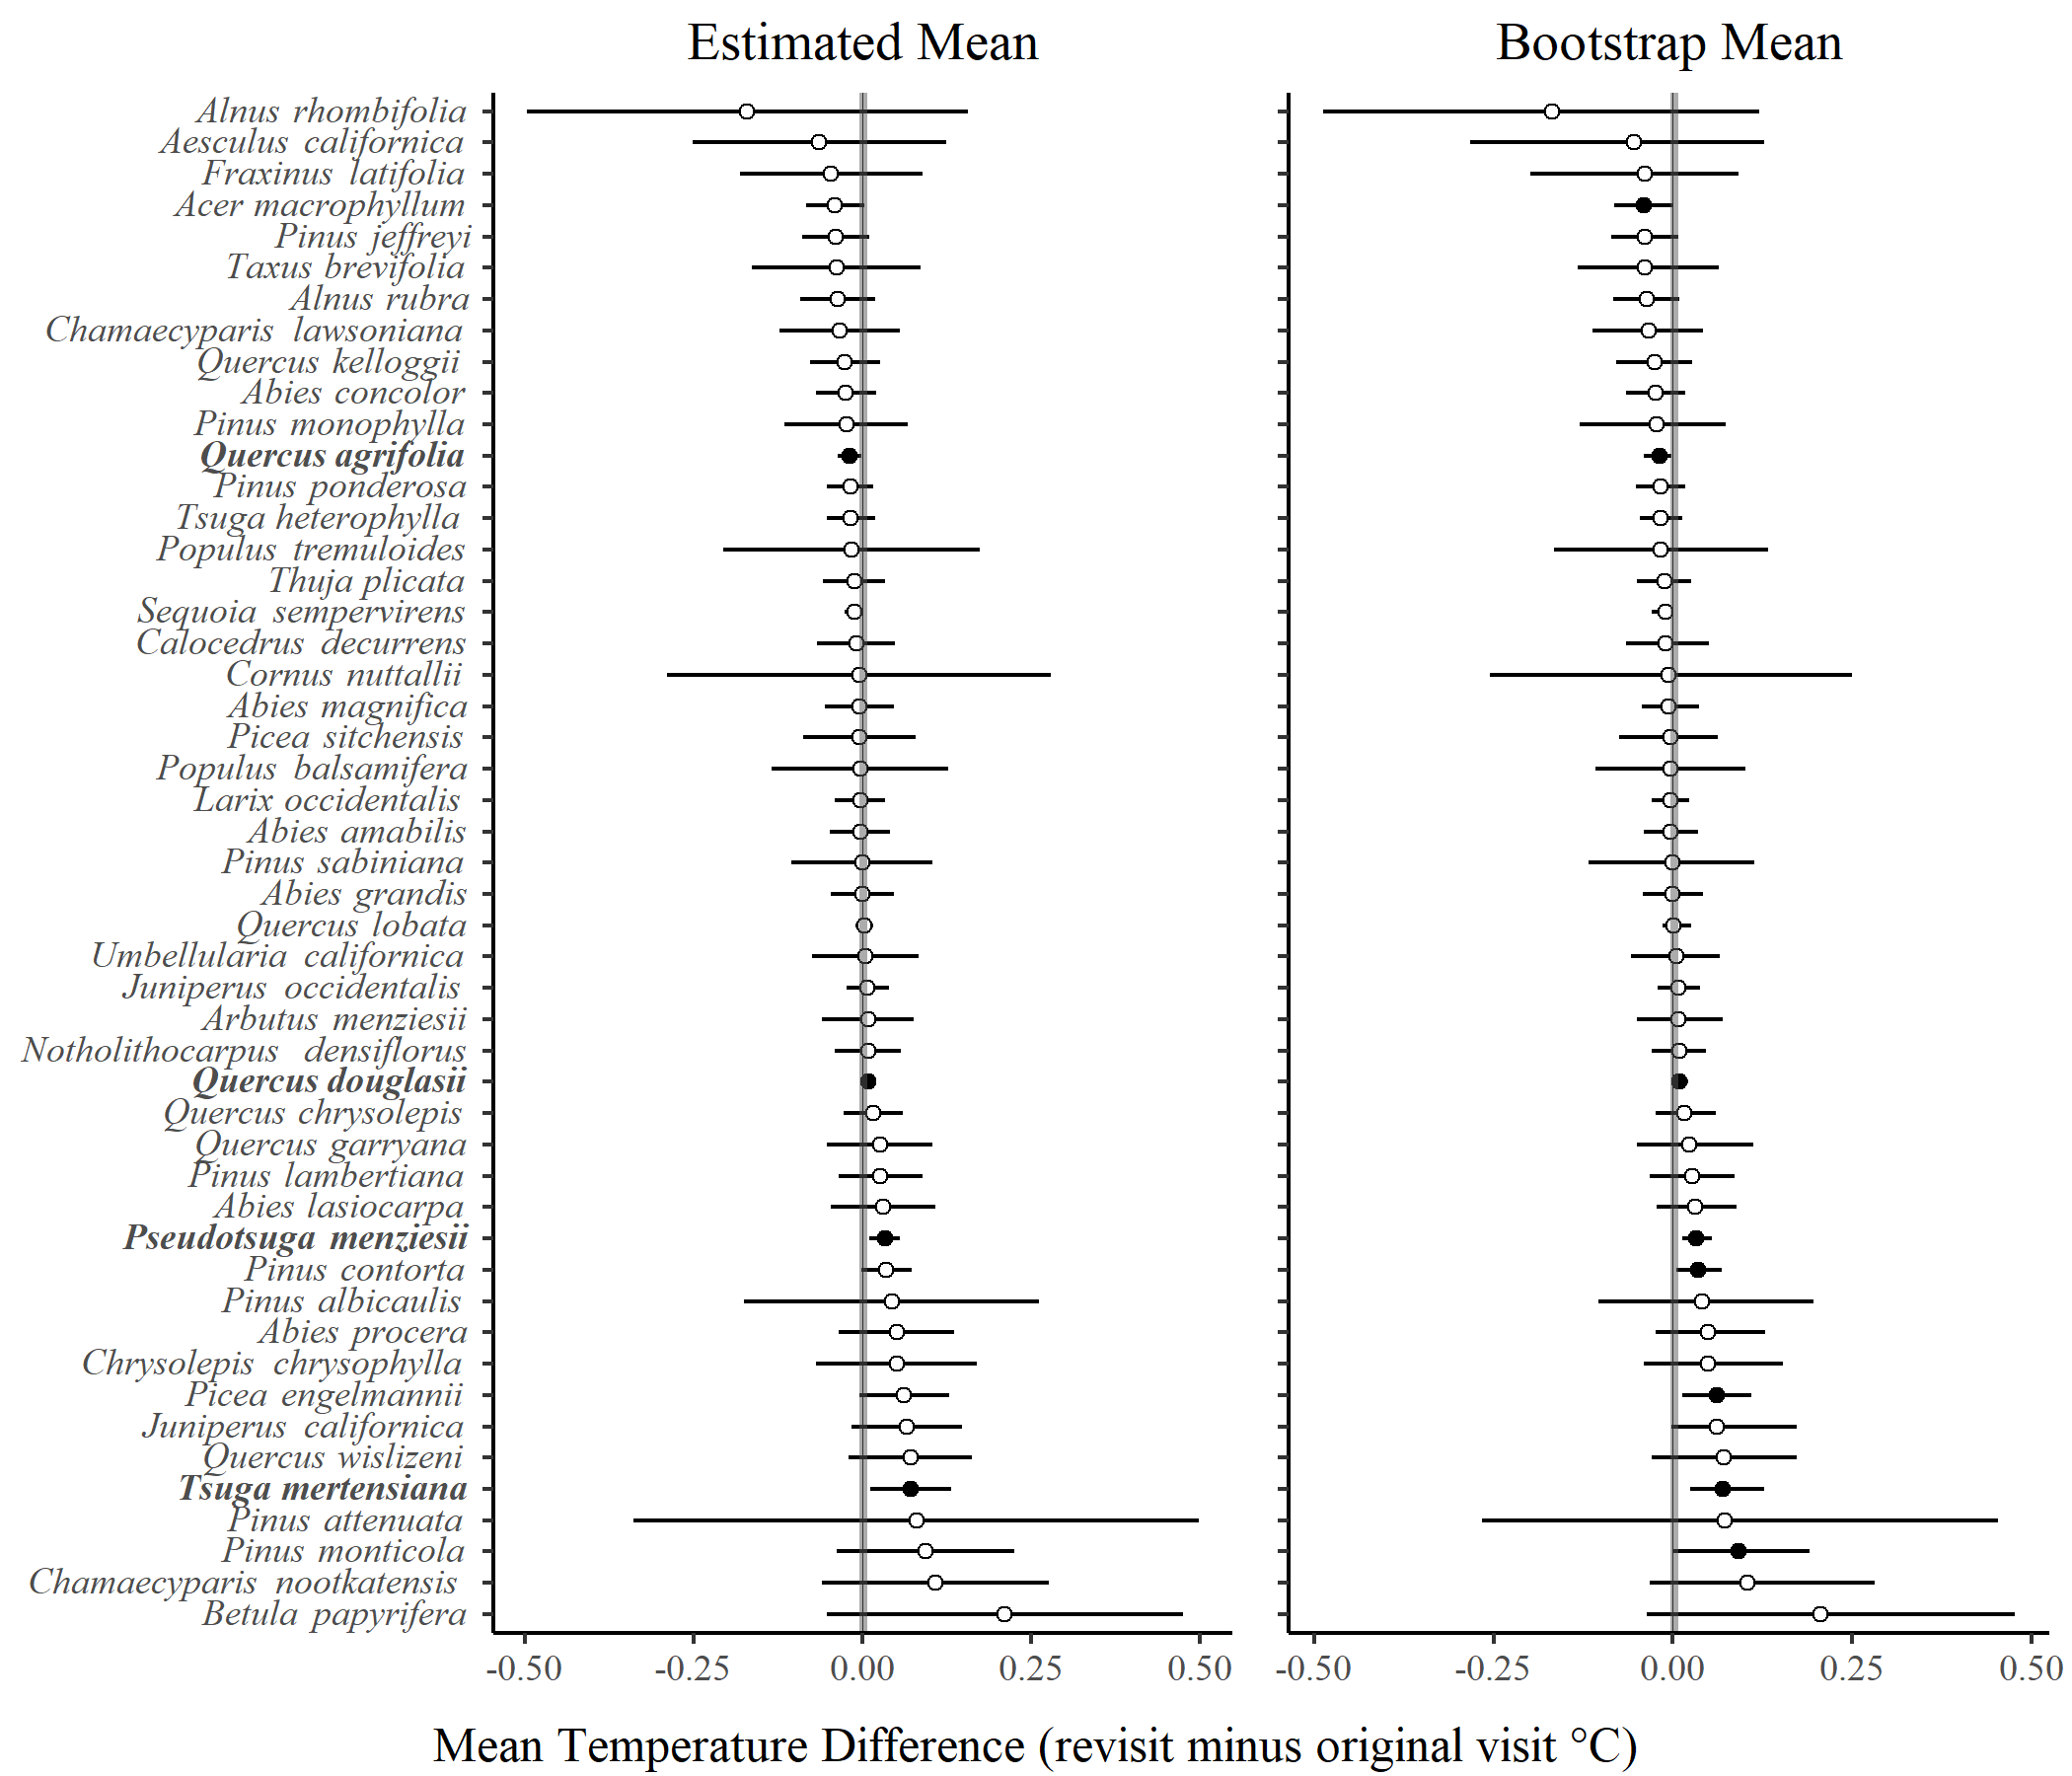 Estimated Mean
Bootstrap Mean
Alnus rhombifolia
Aesculus californica
Fraxinus latifolia
Acer macrophyllum
Pinus jeffreyi
Taxus brevifolia
Alnus rubra
Chamaecyparis lawsoniana
Quercus kelloggii
Abies concolor
Pinus monophylla
Quercus agrifolia
Pinus ponderosa
Tsuga heterophylla
Populus tremuloides
Thuja plicata
Sequoia sempervirens
Calocedrus decurrens
Cornus nuttallii
Abies magnifica
Picea sitchensis
Populus balsamifera
Larix occidentalis
Abies amabilis
Pinus sabiniana
Abies grandis
Quercus lobata
Umbellularia californica
Juniperus occidentalis
Arbutus menziesii
Notholithocarpus densiflorus
Quercus douglasii
Quercus chrysolepis
Quercus garryana
Pinus lambertiana
Abies lasiocarpa
Pseudotsuga menziesii
Pinus contorta
Pinus albicaulis
Abies procera
Chrysolepis chrysophylla
Picea engelmannii
Juniperus californica
Quercus wislizeni
Tsuga mertensiana
Pinus attenuata
Pinus monticola
Chamaecyparis nootkatensis
Betula papyrifera
-0.50 -0.25 0.00 0.25 0.50
-0.50 -0.25 0.00 0.25 0.50
Mean Temperature Difference (revisit minus original visit °C)